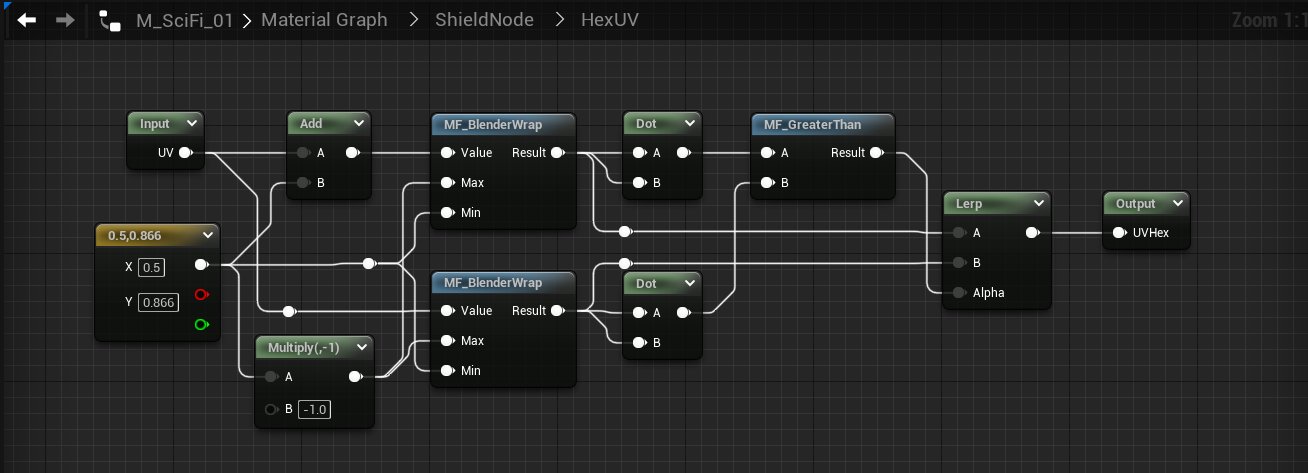 M_SciFi_01 > Material Graph > ShieldNode > HexUV
Zoom 1:1
Input
UV
Add
A
B
MF_BlenderWrap
Value Result
Max
Min
Dot
A
B
MF_GreaterThan
A Result
B
0.5,0.866
X 0.5
Y 0.866
Multiply(,-1)
A
B -1.0
MF_BlenderWrap
Value Result
Max
Min
Dot
A
B
Lerp
A
B
Alpha
Output
UVHex